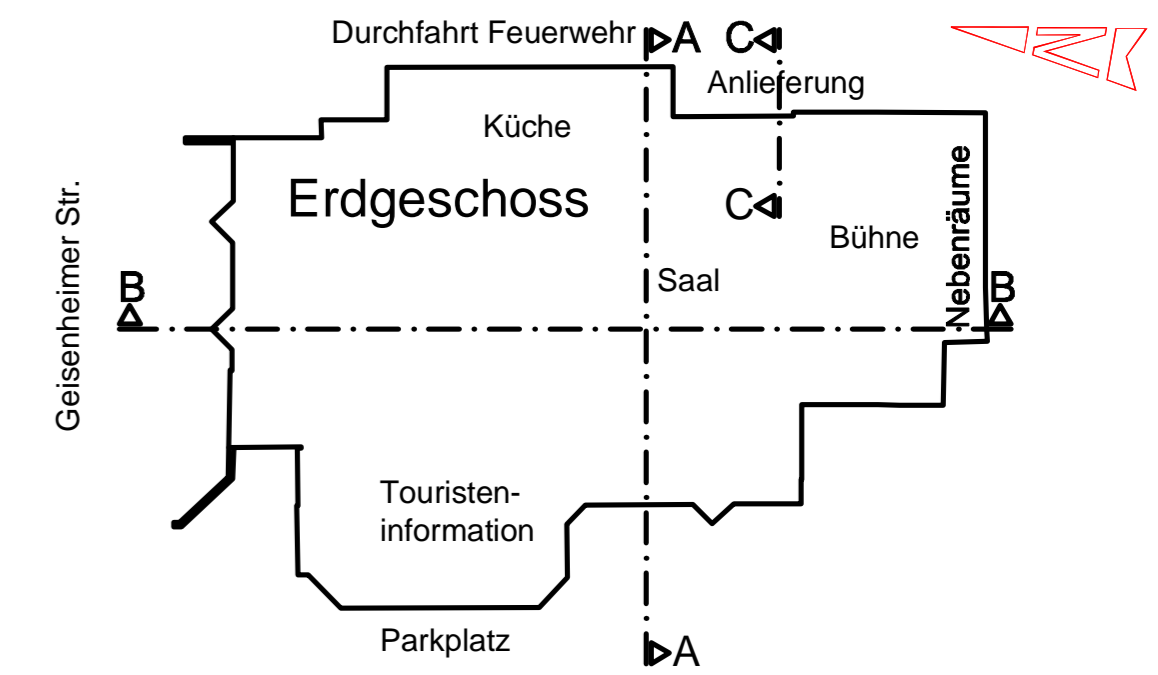 Durchfahrt Feuerwehr
A
C
N
Anlieferung
Küche
Erdgeschoss
C
Bühne
Nebenräume
Geisenheimer Str.
Saal
B
B
Touristen-
information
Parkplatz
A